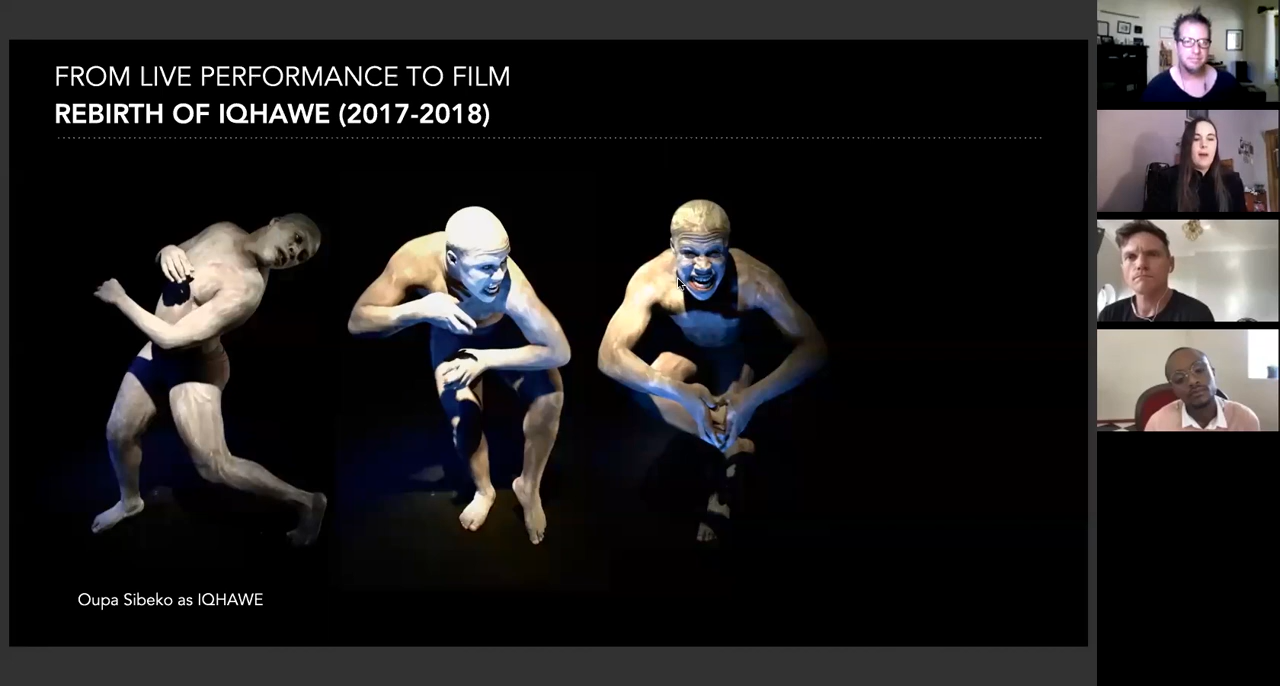 FROM LIVE PERFORMANCE TO FILM
REBIRTH OF IQHAWE (2017-2018)
Oupa Sibeko as IQHAWE